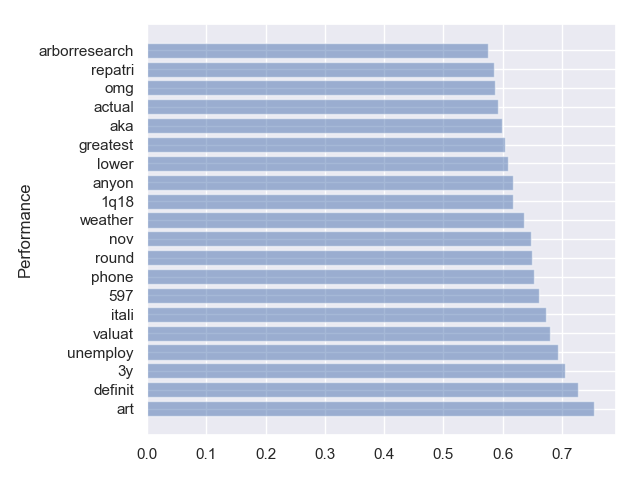 arborresearch
repatri
omg
actual
aka
greatest
lower
anyon
1q18
weather
nov
round
phone
597
itali
valuat
unemploy
3y
definit
art
Performance
0.0 0.1 0.2 0.3 0.4 0.5 0.6 0.7